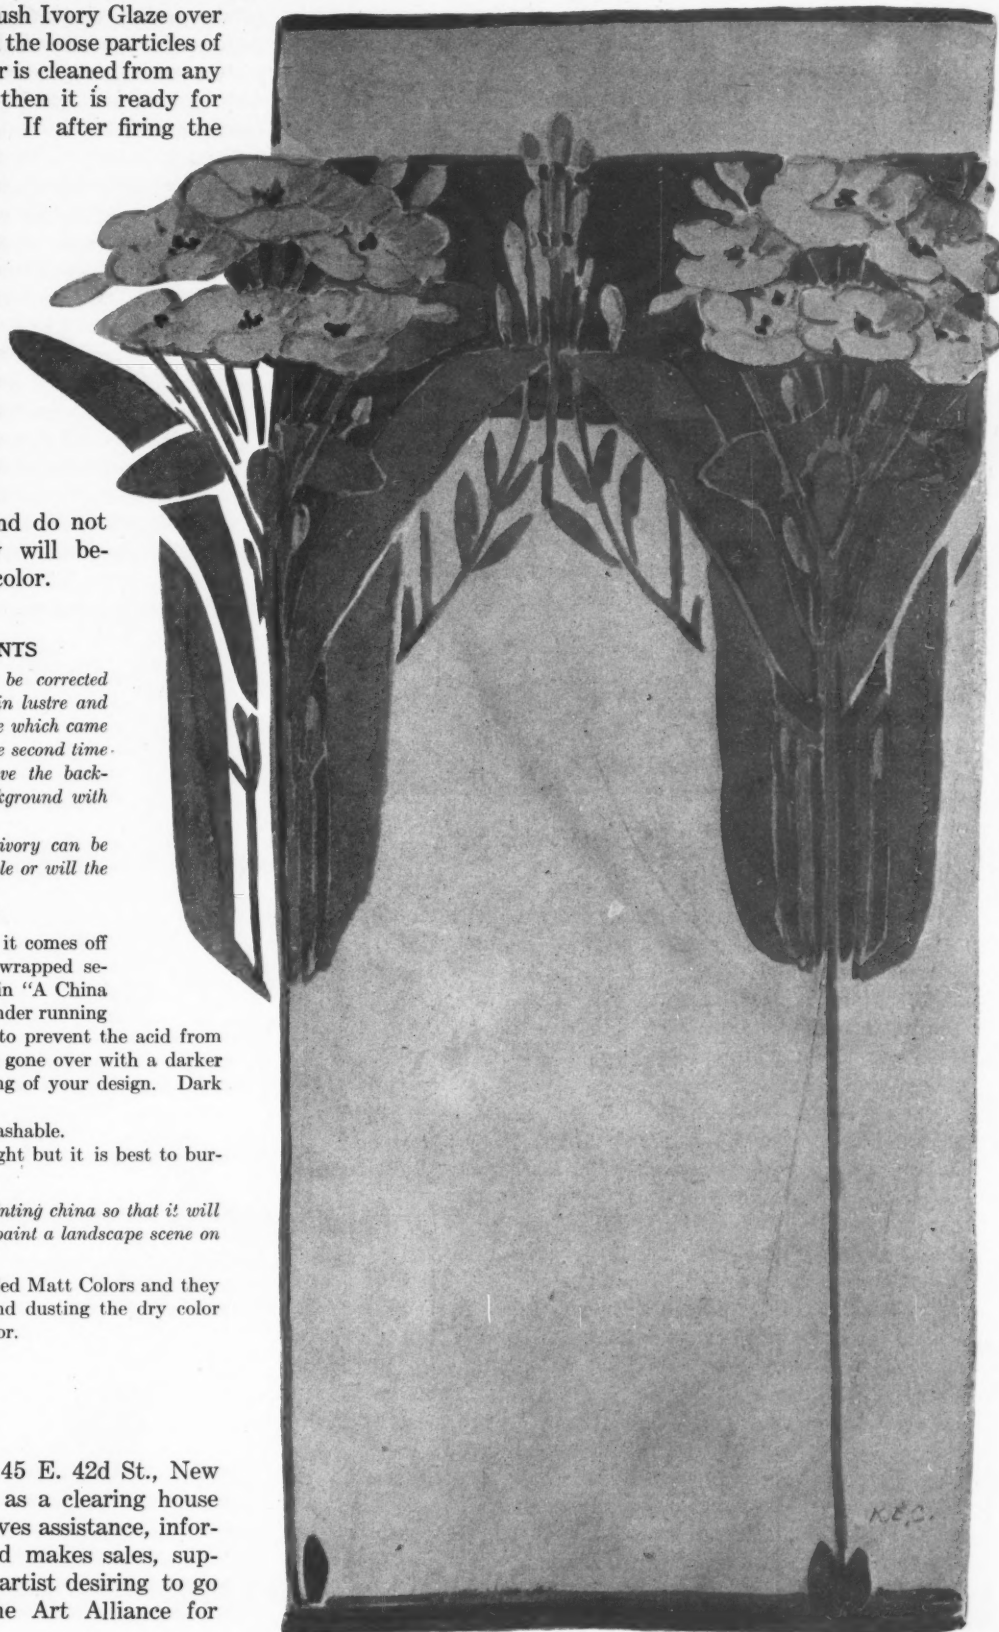 ush Ivory Glaze over
the loose particles of
r is cleaned from any
then it is ready for
If after firing the
nd do not
will be-
color.
NTS
be corrected
in lustre and
e which came
e second time
ve the back-
kground with
ivory can be
le or will the
it comes off
wrapped se-
in “A China
nder running
to prevent the acid from
gone over with a darker
ng of your design. Dark
ashable.
ght but it is best to bur-
nting china so that it will
paint a landscape scene on
ed Matt Colors and they
nd dusting the dry color
or.
45 E. 42d St., New
as a clearing house
ves assistance, infor-
d makes sales, sup-
artist desiring to go
ne Art Alliance for
K.E.C.